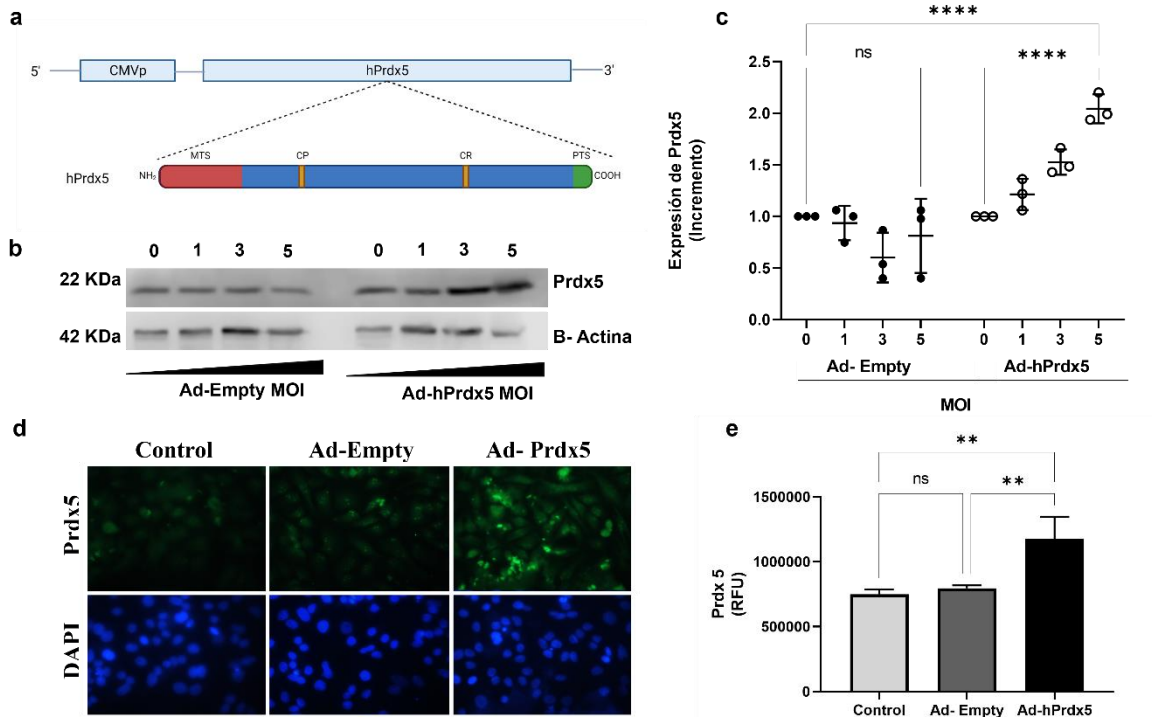 a
5' CMVp hPrdx5 3'
MTS CP CR PTS
hPrdx5 NH₂ COOH
b
0 1 3 5 0 1 3 5
22 KDa Prdx5
42 KDa B- Actina
Ad-Empty MOI Ad-hPrdx5 MOI
c
****
ns ****
Expresión de Prdx5
(Incremento)
2.5
2.0
1.5
1.0
0.5
0.0
0 1 3 5 0 1 3 5
Ad- Empty Ad-hPrdx5
MOI
d
Control Ad-Empty Ad- Prdx5
Prdx5
DAPI
e
**
ns **
Prdx 5
(RFU)
1500000
1000000
500000
0
Control Ad- Empty Ad-hPrdx5